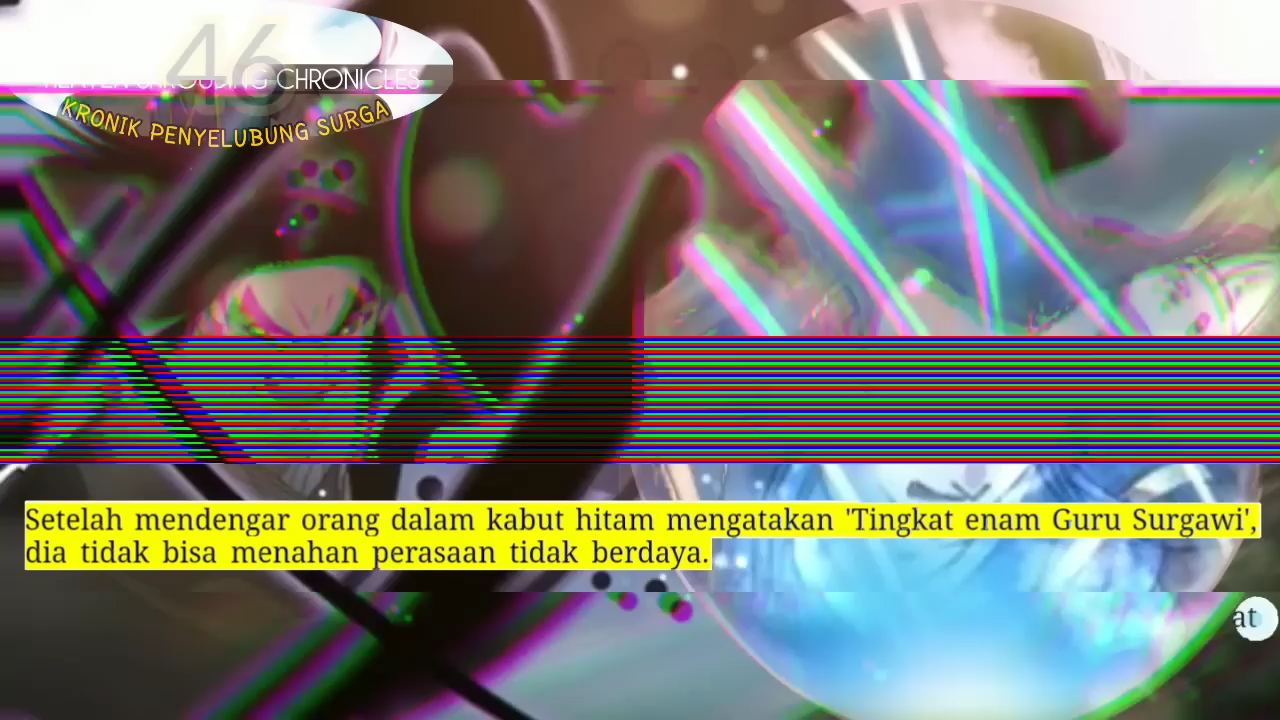 46
CHRONICLES
KRONIK PENYELUBUNG SURGA
Setelah mendengar orang dalam kabut hitam mengatakan 'Tingkat enam Guru Surgawi',
dia tidak bisa menahan perasaan tidak berdaya.
at